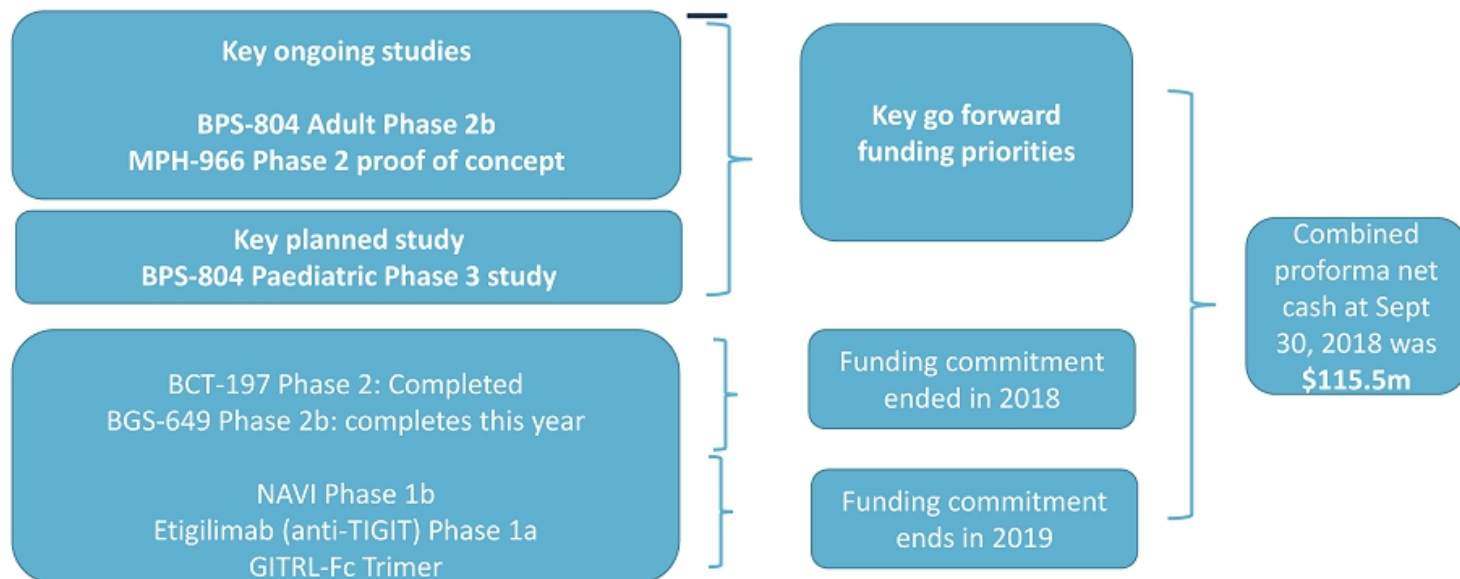 Key ongoing studies
BPS-804 Adult Phase 2b
MPH-966 Phase 2 proof of concept
Key planned study
BPS-804 Paediatric Phase 3 study
BCT-197 Phase 2: Completed
BGS-649 Phase 2b: completes this year
NAVI Phase 1b
Etigilimab (anti-TIGIT) Phase 1a
GITRL-Fc Trimer
Key go forward
funding priorities
Funding commitment
ended in 2018
Funding commitment
ends in 2019
Combined
proforma net
cash at Sept
30, 2018 was
$115.5m